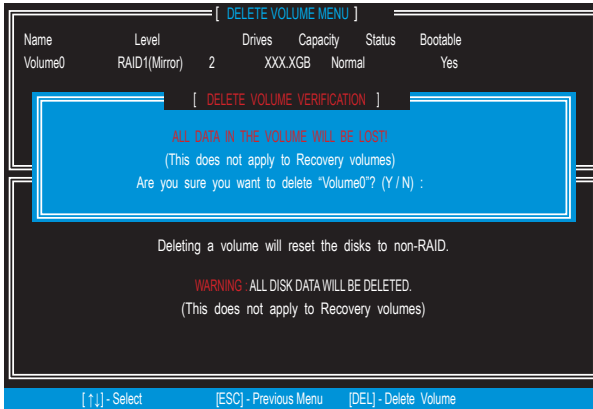 [ DELETE VOLUME MENU ]
Name Level Drives Capacity Status Bootable
Volume0 RAID1(Mirror) 2 XXX.XGB Normal Yes
[ DELETE VOLUME VERIFICATION ]
ALL DATA IN THE VOLUME WILL BE LOST!
(This does not apply to Recovery volumes)
Are you sure you want to delete “Volume0”? (Y / N) :
Deleting a volume will reset the disks to non-RAID.
WARNING : ALL DISK DATA WILL BE DELETED.
(This does not apply to Recovery volumes)
[↑↓] - Select [ESC] - Previous Menu [DEL] - Delete Volume